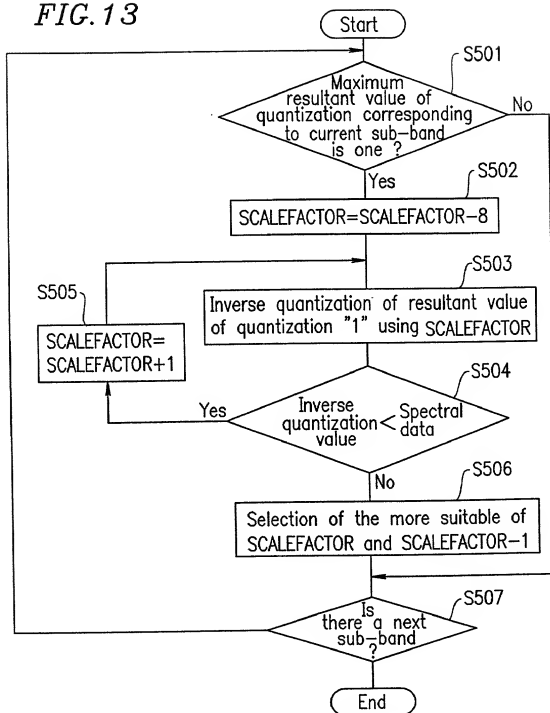 FIG.13
Start
S501
Maximum
resultant value of
quantization corresponding
to current sub-band
is one ?
No
Yes
S502
SCALEFACTOR=SCALEFACTOR-8
S503
Inverse quantization of resultant value
of quantization "1" using SCALEFACTOR
S505
SCALEFACTOR=
SCALEFACTOR+1
S504
Yes
Inverse
quantization
value
<
Spectral
data
No
S506
Selection of the more suitable of
SCALEFACTOR and SCALEFACTOR-1
S507
Is
there a next
sub-band
?
End